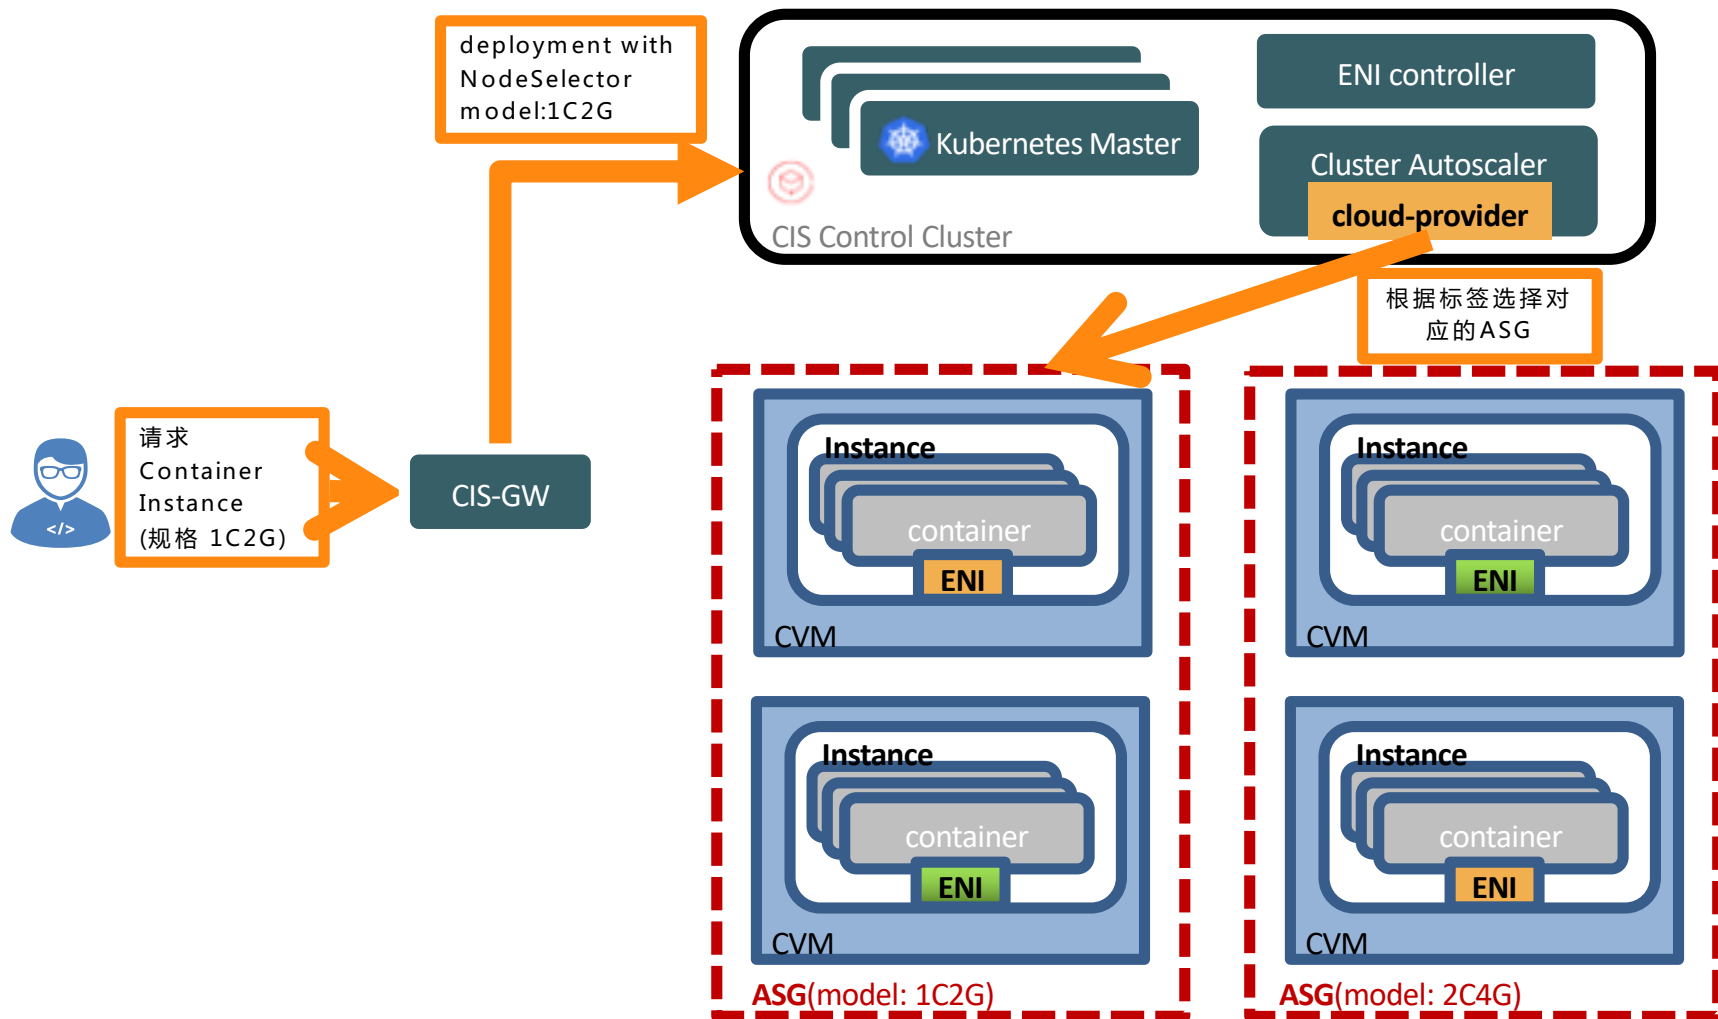 deployment with
NodeSelector
model:1C2G
ENI controller
Kubernetes Master
Cluster Autoscaler
cloud-provider
CIS Control Cluster
根据标签选择对
应的ASG
请求
Container
Instance
(规格 1C2G)
</>
CIS-GW
Instance
container
ENI
CVM
Instance
container
ENI
CVM
Instance
container
ENI
CVM
ASG(model: 1C2G)
Instance
container
ENI
CVM
ASG(model: 2C4G)